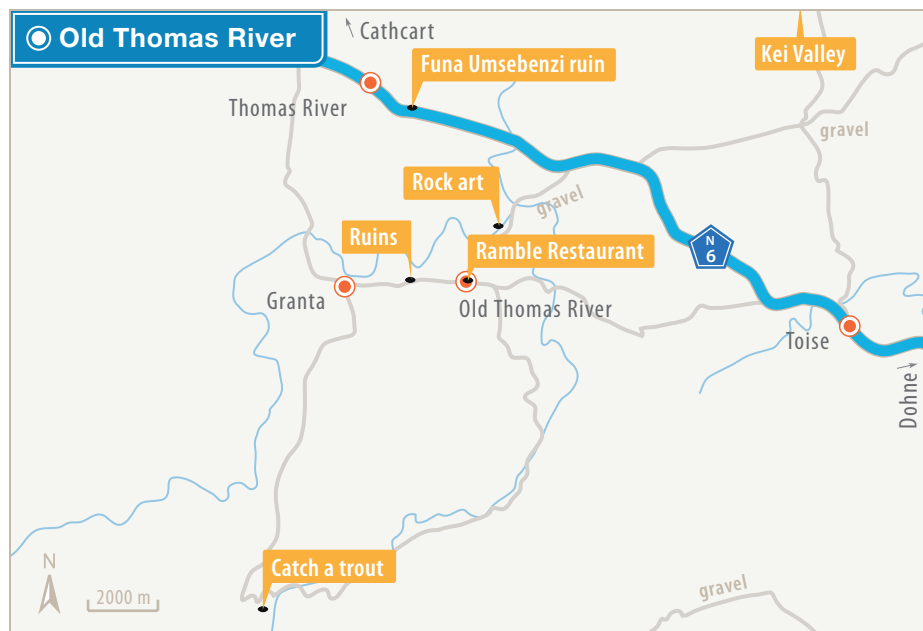 Old Thomas River
Cathcart
Kei Valley
Funa Umsebenzi ruin
Thomas River
gravel
Rock art
gravel
Ruins
Ramble Restaurant
N
6
Granta
Old Thomas River
Toise
Dohne
Catch a trout
N
2000 m
gravel